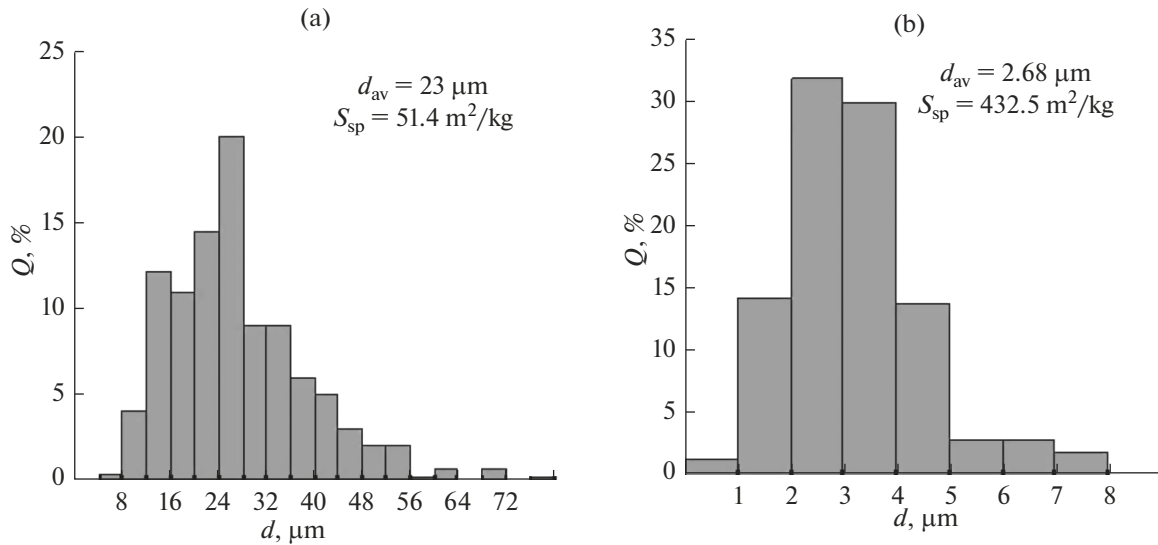 (a)
25
20
15
10
5
0
Q, %
d_av = 23 μm
S_sp = 51.4 m²/kg
8 16 24 32 40 48 56 64 72
d, μm
(b)
35
30
25
20
15
10
5
0
Q, %
d_av = 2.68 μm
S_sp = 432.5 m²/kg
1 2 3 4 5 6 7 8
d, μm